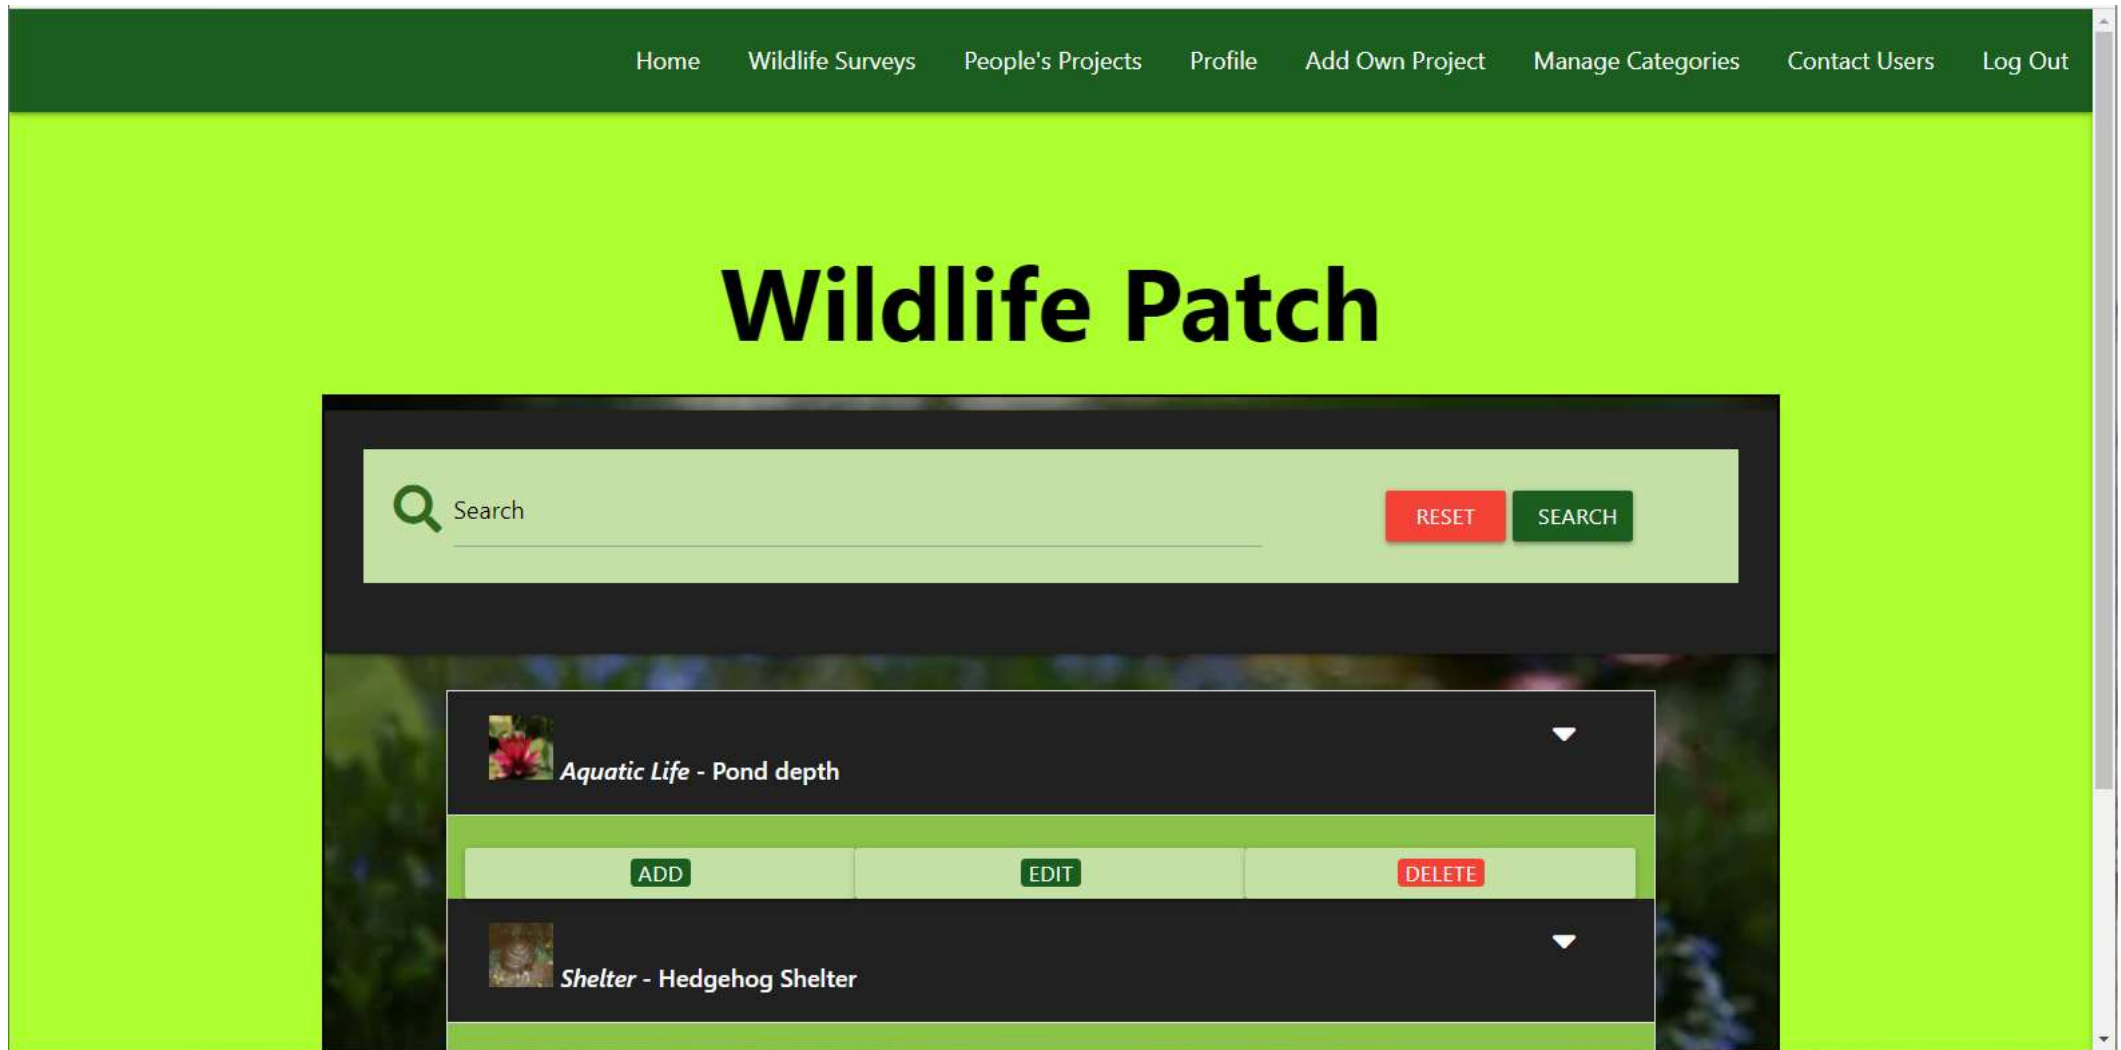 Home Wildlife Surveys People's Projects Profile Add Own Project Manage Categories Contact Users Log Out
Wildlife Patch
Search RESET SEARCH
Aquatic Life - Pond depth
ADD EDIT DELETE
Shelter - Hedgehog Shelter